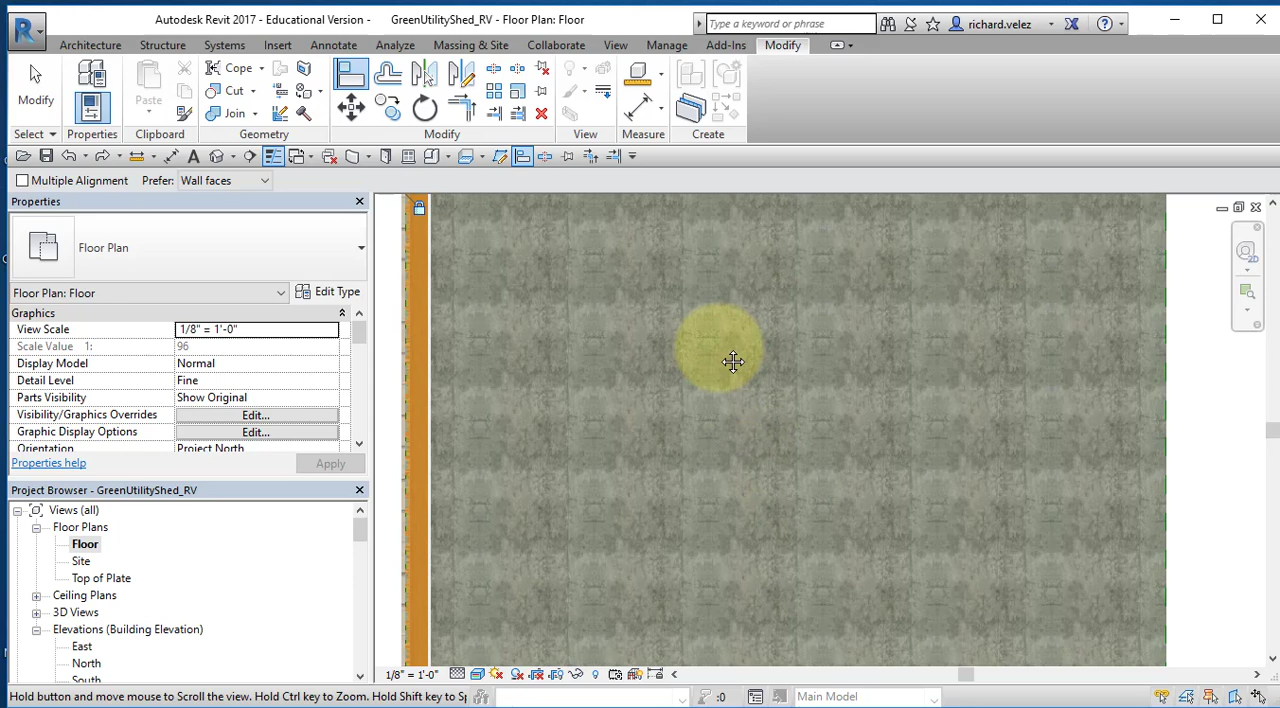 Autodesk Revit 2017 - Educational Version - GreenUtilityShed_RV - Floor Plan: Floor
Type a keyword or phrase
richard.velez
Architecture Structure Systems Insert Annotate Analyze Massing & Site Collaborate View Manage Add-Ins Modify
Modify
Paste
Cope
Cut
Join
Select Properties Clipboard Geometry Modify View Measure Create
Multiple Alignment Prefer: Wall faces
Properties
Floor Plan
Floor Plan: Floor
Edit Type
Graphics
View Scale 1/8" = 1'-0"
Scale Value 1: 96
Display Model Normal
Detail Level Fine
Parts Visibility Show Original
Visibility/Graphics Overrides Edit...
Graphic Display Options Edit...
Orientation Project North
Properties help Apply
Project Browser - GreenUtilityShed_RV
Views (all)
Floor Plans
Floor
Site
Top of Plate
Ceiling Plans
3D Views
Elevations (Building Elevation)
East
North
South
2D
1/8" = 1'-0"
Hold button and move mouse to Scroll the view. Hold Ctrl key to Zoom. Hold Shift key to Sp
:0
Main Model